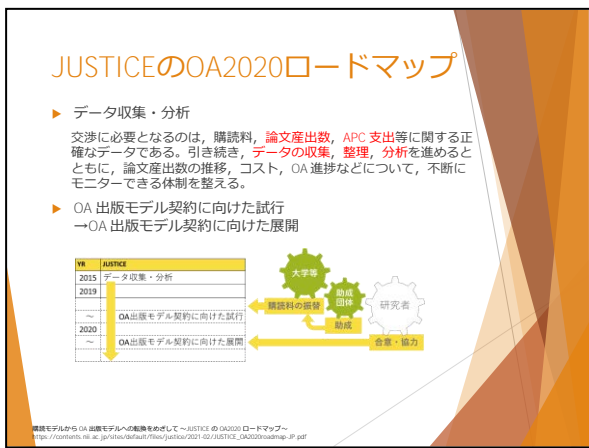 JUSTICEのOA2020ロードマップ
データ収集・分析
交渉に必要となるのは，購読料，論文産出数，APC 支出等に関する正
確なデータである。引き続き，データの収集，整理，分析を進めると
ともに，論文産出数の推移，コスト，OA 進捗などについて，不断に
モニターできる体制を整える。
OA 出版モデル契約に向けた試行
→OA 出版モデル契約に向けた展開
YR JUSTICE
2015 データ収集・分析
2019
～ OA出版モデル契約に向けた試行
2020
～ OA出版モデル契約に向けた展開
大学等
助成
団体
研究者
購読料の振替
助成
合意・協力
購読モデルから OA 出版モデルへの転換をめざして ～JUSTICE の OA2020 ロードマップ～
https://contents.nii.ac.jp/sites/default/files/justice/2021-02/JUSTICE_OA2020roadmap-JP.pdf